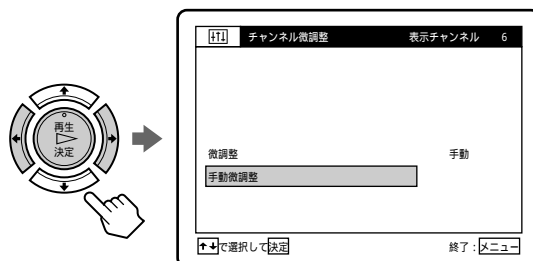 チャンネル微調整 表示チャンネル 6
再生
決定
微調整 手動
手動微調整
で選択して決定 終了：メニュー